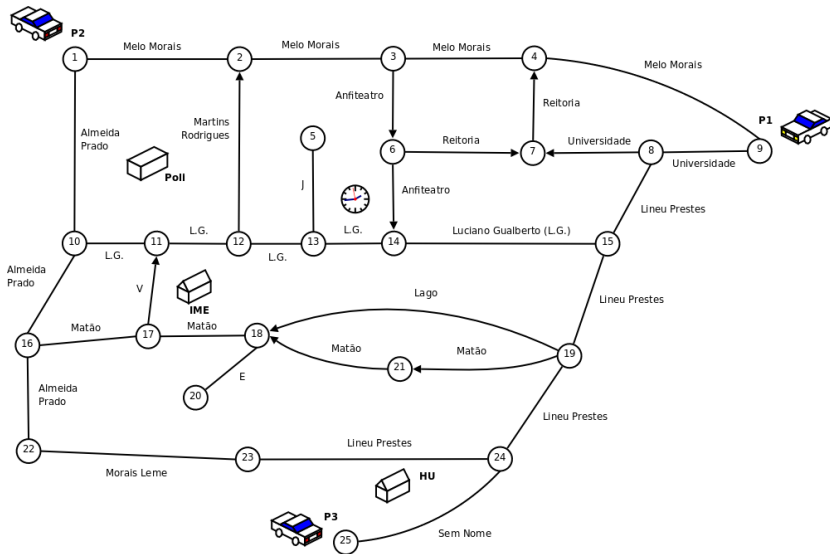 P2
1
Melo Morais
2
Melo Morais
3
Melo Morais
4
Melo Morais
Almeida
Prado
Martins
Rodrigues
5
Anfiteatro
Reitoria
P1
Poli
J
6
Reitoria
7
Universidade
8
Universidade
9
Anfiteatro
Lineu Prestes
10
L.G.
11
L.G.
12
L.G.
13
L.G.
14
Luciano Gualberto (L.G.)
15
Almeida
Prado
V
IME
Lago
Lineu Prestes
16
Matão
17
Matão
18
Matão
21
Matão
19
E
20
Almeida
Prado
Lineu Prestes
22
Morais Leme
23
Lineu Prestes
24
HU
P3
25
Sem Nome